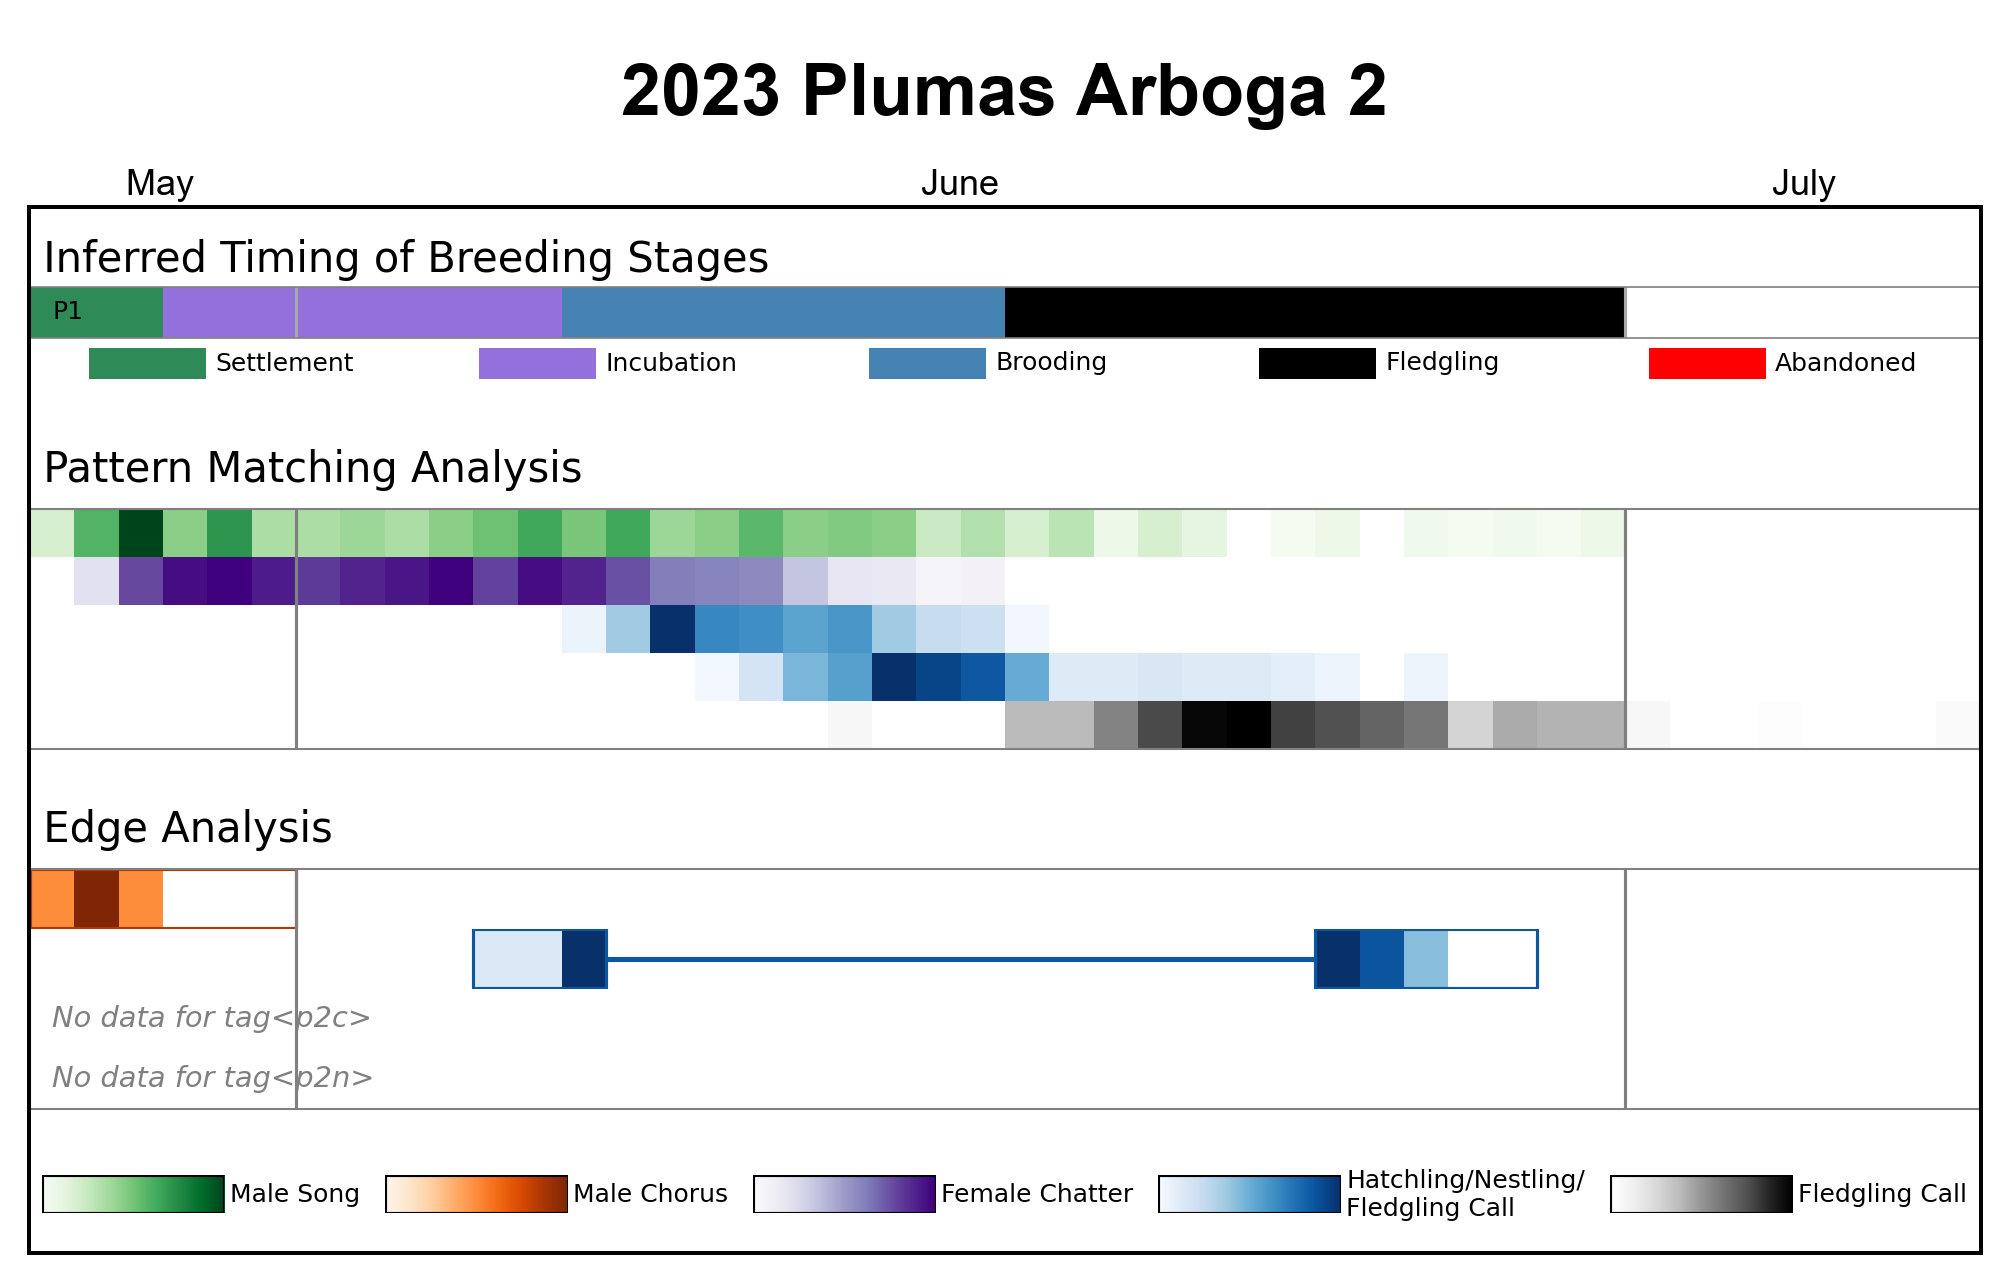 2023 Plumas Arboga 2
May June July
Inferred Timing of Breeding Stages
P1
Settlement Incubation Brooding Fledgling Abandoned
Pattern Matching Analysis
Edge Analysis
No data for tag<p2c>
No data for tag<p2n>
Male Song Male Chorus Female Chatter Hatchling/Nestling/
Fledgling Call Fledgling Call